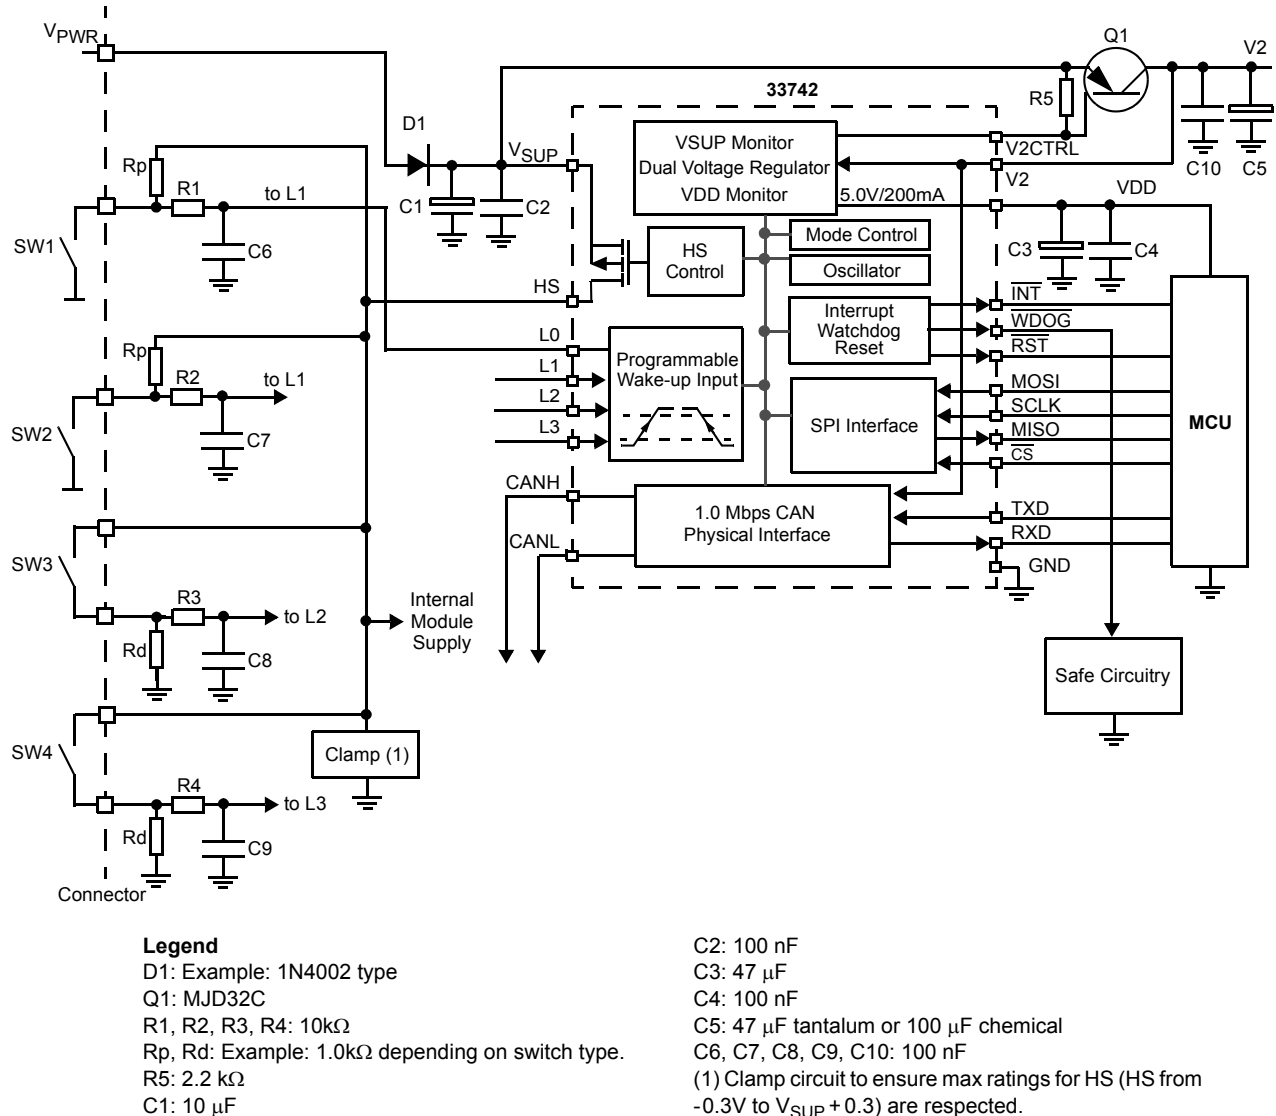 VPWR
Q1
V2
33742
R5
D1
VSUP
VSUP Monitor
Dual Voltage Regulator
VDD Monitor
V2CTRL
V2
C10
C5
Rp
R1
to L1
C1
C2
5.0V/200mA
VDD
SW1
C6
HS
Control
Mode Control
Oscillator
C3
C4
HS
INT
Interrupt
Watchdog
Reset
WDOG
RST
L0
Rp
R2
to L1
L1
Programmable
Wake-up Input
L2
L3
MOSI
SCLK
MISO
CS
SPI Interface
MCU
SW2
C7
CANH
CANL
1.0 Mbps CAN
Physical Interface
TXD
RXD
GND
SW3
R3
to L2
Rd
C8
Internal
Module
Supply
Safe Circuitry
SW4
Clamp (1)
R4
to L3
Rd
C9
Connector
Legend
D1: Example: 1N4002 type
Q1: MJD32C
R1, R2, R3, R4: 10kΩ
Rp, Rd: Example: 1.0kΩ depending on switch type.
R5: 2.2 kΩ
C1: 10 μF
C2: 100 nF
C3: 47 μF
C4: 100 nF
C5: 47 μF tantalum or 100 μF chemical
C6, C7, C8, C9, C10: 100 nF
(1) Clamp circuit to ensure max ratings for HS (HS from
-0.3V to VSUP + 0.3) are respected.